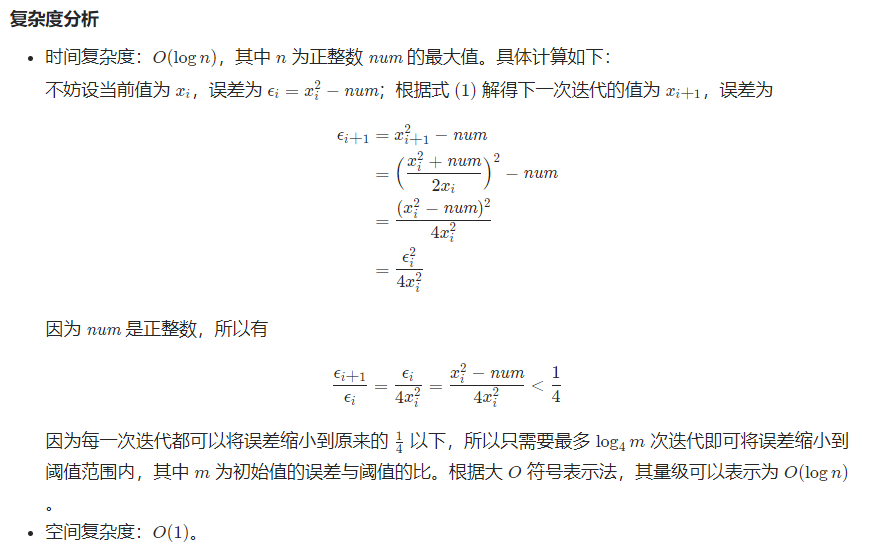 复杂度分析
• 时间复杂度：$O(\log n)$，其中 $n$ 为正整数 $num$ 的最大值。具体计算如下：
不妨设当前值为 $x_i$，误差为 $\epsilon_i = x_i^2 - num$；根据式 (1) 解得下一次迭代的值为 $x_{i+1}$，误差为
$\epsilon_{i+1} = x_{i+1}^2 - num$
$= \left(\frac{x_i^2 + num}{2x_i}\right)^2 - num$
$= \frac{(x_i^2 - num)^2}{4x_i^2}$
$= \frac{\epsilon_i^2}{4x_i^2}$
因为 $num$ 是正整数，所以有
$\frac{\epsilon_{i+1}}{\epsilon_i} = \frac{\epsilon_i}{4x_i^2} = \frac{x_i^2 - num}{4x_i^2} < \frac{1}{4}$
因为每一次迭代都可以将误差缩小到原来的 $\frac{1}{4}$ 以下，所以只需要最多 $\log_4 m$ 次迭代即可将误差缩小到
阈值范围内，其中 $m$ 为初始值的误差与阈值的比。根据大 $O$ 符号表示法，其量级可以表示为 $O(\log n)$
。
• 空间复杂度：$O(1)$。